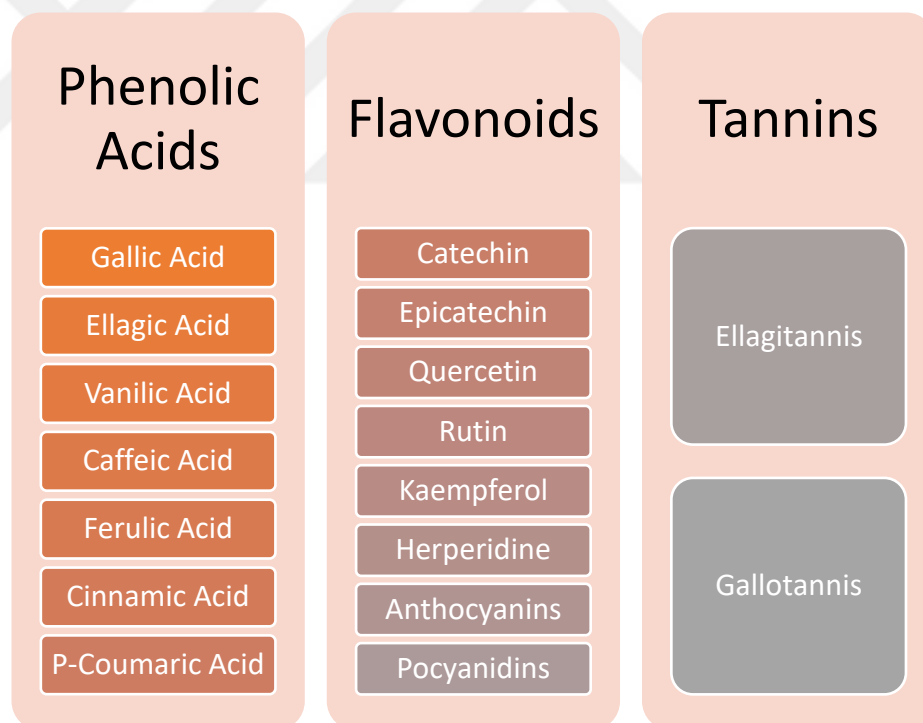 Phenolic
Acids
Gallic Acid
Ellagic Acid
Vanilic Acid
Caffeic Acid
Ferulic Acid
Cinnamic Acid
P-Coumaric Acid
Flavonoids
Catechin
Epicatechin
Quercetin
Rutin
Kaempferol
Herperidine
Anthocyanins
Pocyanidins
Tannins
Ellagitannis
Gallotannis